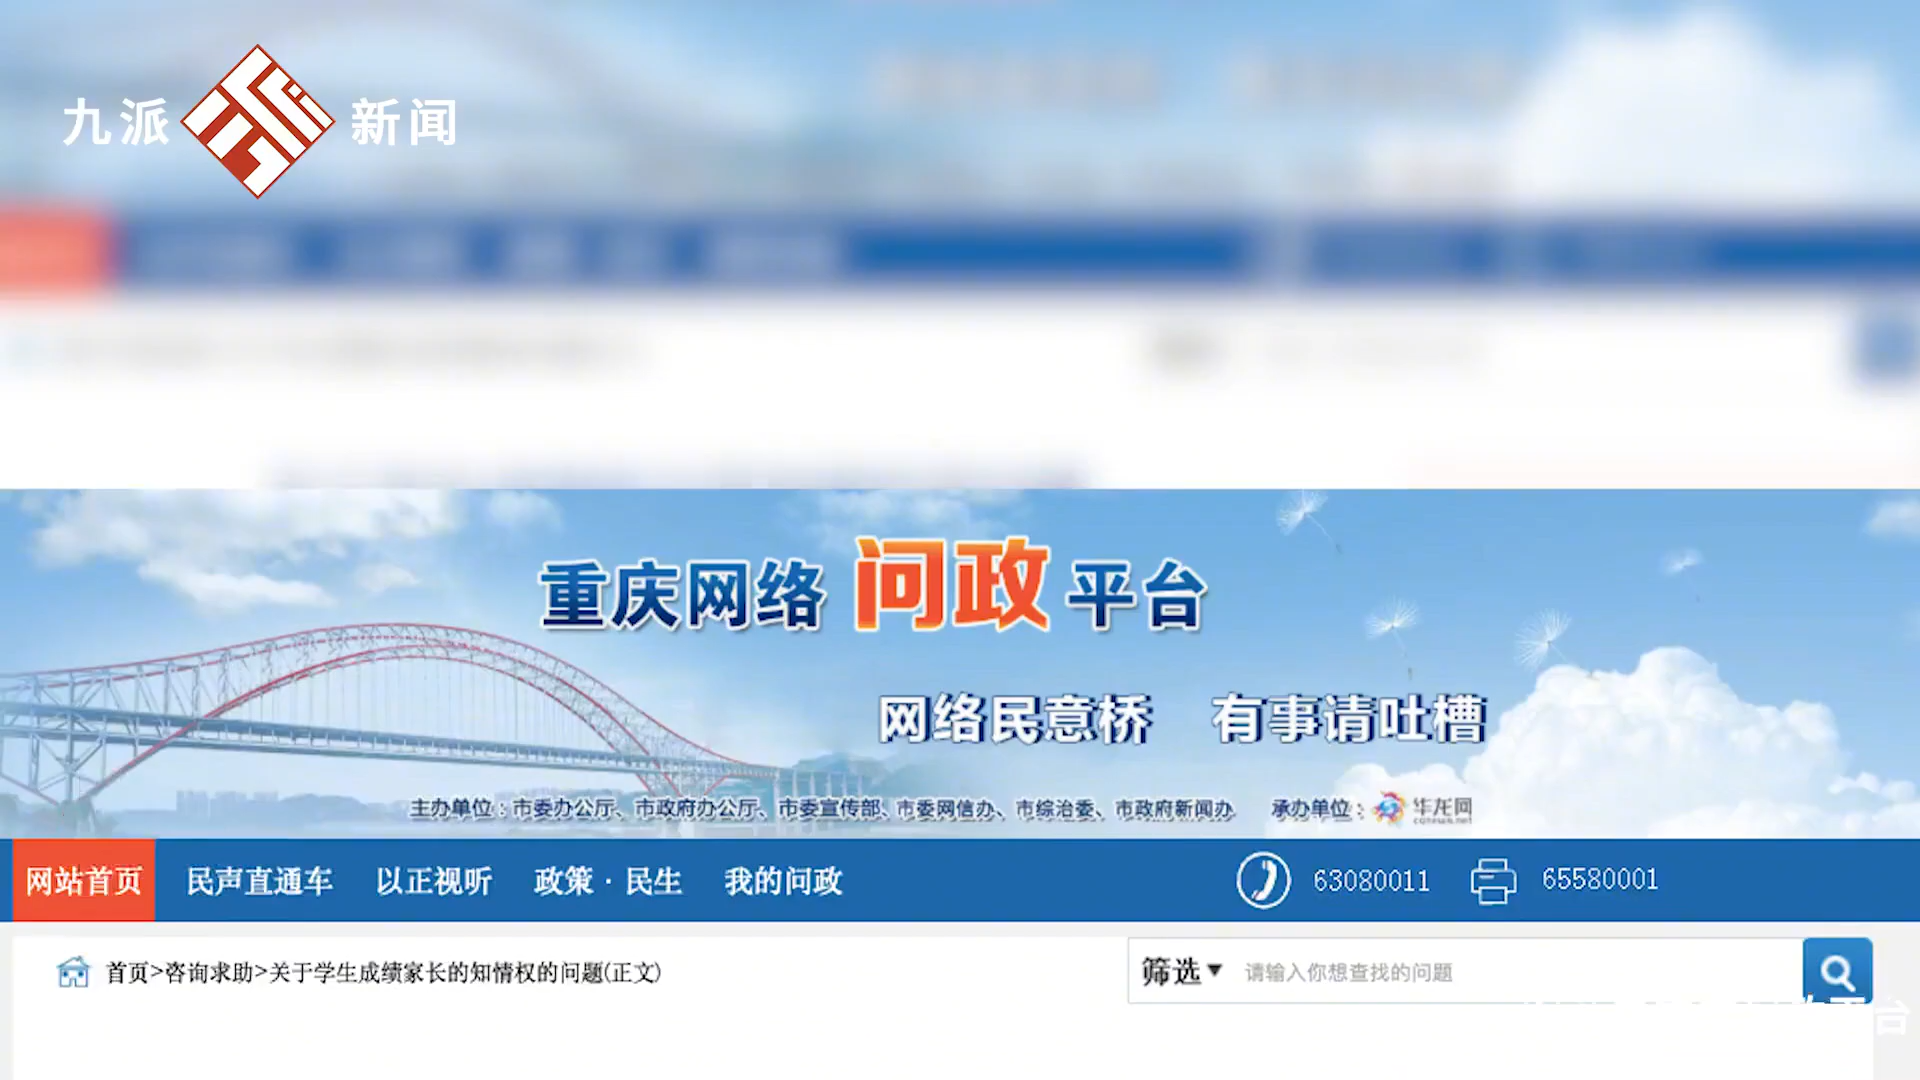 九派 新闻
重庆网络问政平台
网络民意桥 有事请吐槽
主办单位：市委办公厅、市政府办公厅、市委宣传部、市委网信办、市综治委、市政府新闻办 承办单位：华龙网
网站首页 民声直通车 以正视听 政策·民生 我的问政 63080011 65580001
首页>咨询求助>关于学生成绩家长的知情权的问题(正文) 筛选 请输入你想查找的问题